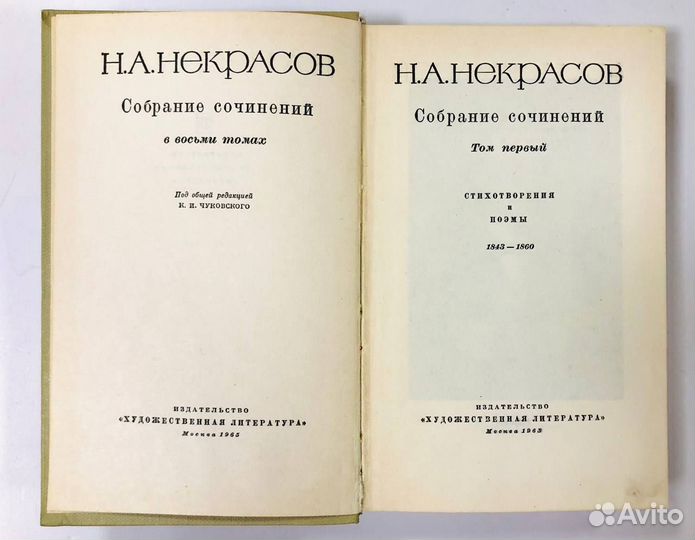 Н.А.НЕКРАСОВ
Собрание сочинений
в восьми томах
Под общей редакцией
К. И. ЧУКОВСКОГО
ИЗДАТЕЛЬСТВО
«ХУДОЖЕСТВЕННАЯ ЛИТЕРАТУРА»
Москва 1965
Н.А.НЕКРАСОВ
Собрание сочинений
Том первый
СТИХОТВОРЕНИЯ
И
ПОЭМЫ
1843—1860
ИЗДАТЕЛЬСТВО
«ХУДОЖЕСТВЕННАЯ ЛИТЕРАТУРА»
Москва 1965
Avito